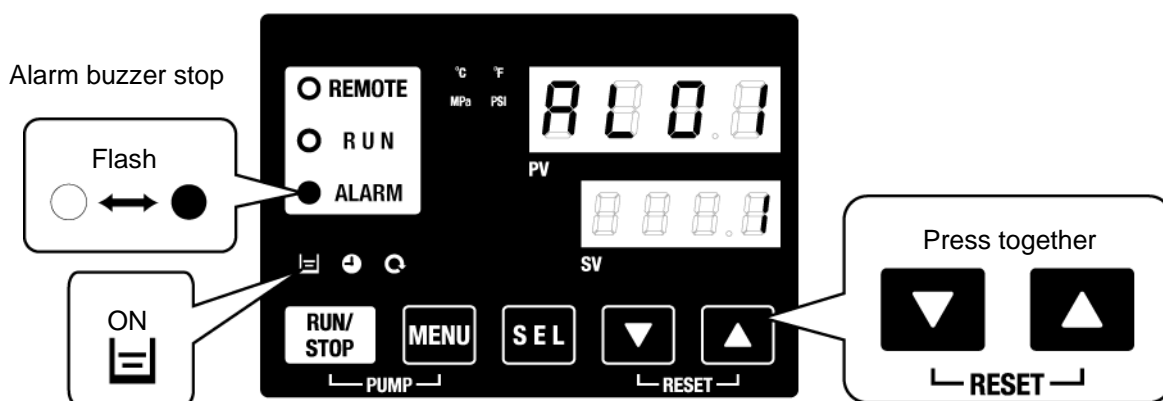 Alarm buzzer stop
Flash
ON
REMOTE
RUN
ALARM
°C °F
MPa PSI
AL01
PV
1
SV
RUN/
STOP
MENU
SEL
PUMP
RESET
Press together
RESET